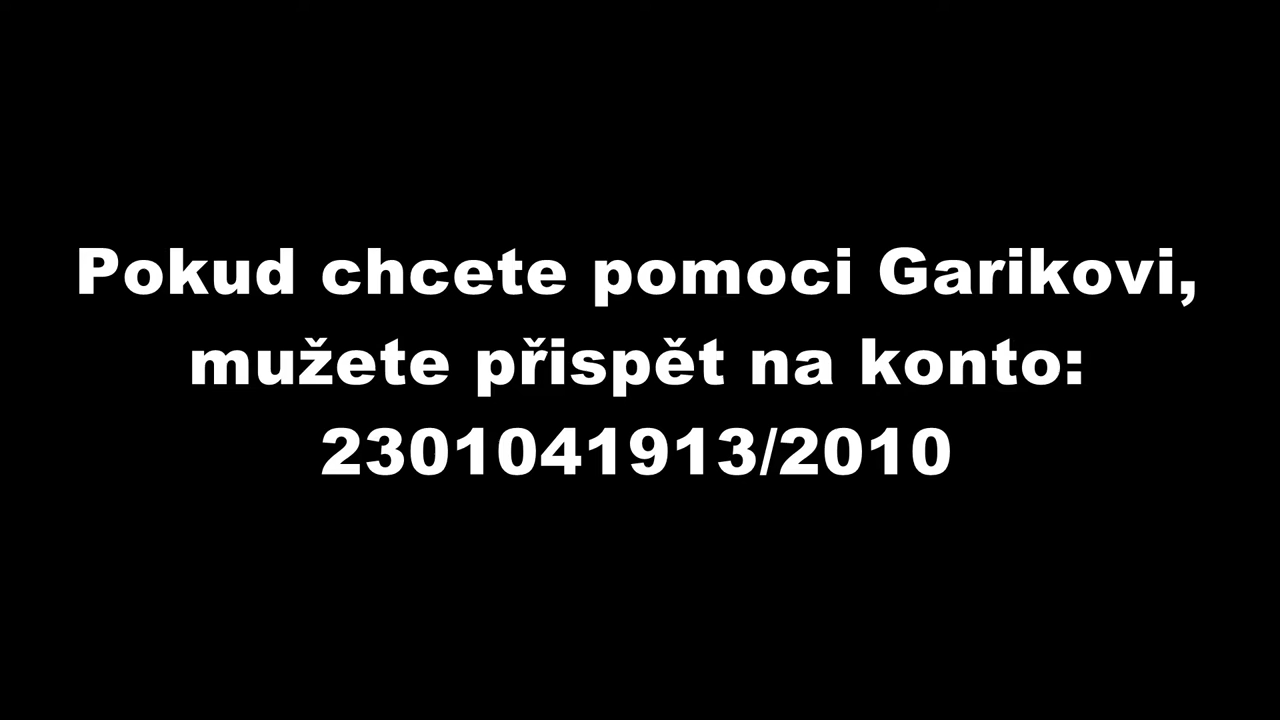 Pokud chcete pomoci Garikovi,
mužete přispět na konto:
2301041913/2010